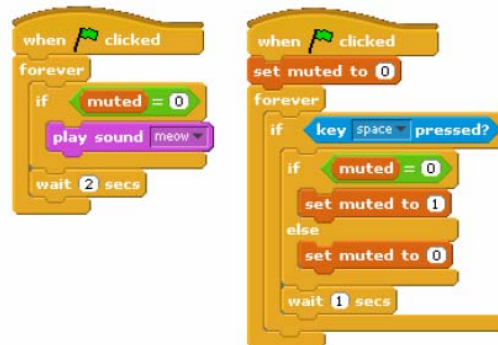 when clicked
forever
if muted = 0
play sound meow
wait 2 secs
when clicked
set muted to 0
forever
if key space pressed?
if muted = 0
set muted to 1
else
set muted to 0
wait 1 secs